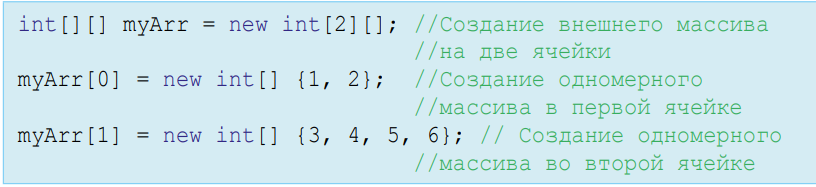 int[][] myArr = new int[2][]; //Создание внешнего массива
//на две ячейки
myArr[0] = new int[] {1, 2}; //Создание одномерного
//массива в первой ячейке
myArr[1] = new int[] {3, 4, 5, 6}; // Создание одномерного
//массива во второй ячейке